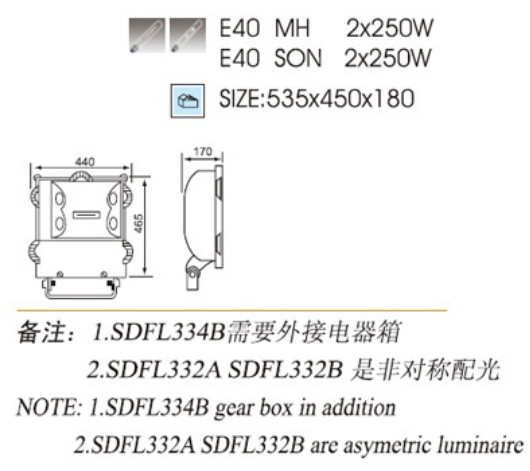 E40 MH 2x250W
E40 SON 2x250W
SIZE:535x450x180
440
170
465
备注：1.SDFL334B需要外接电器箱
2.SDFL332A SDFL332B 是非对称配光
NOTE: 1.SDFL334B gear box in addition
2.SDFL332A SDFL332B are asymetric luminaire